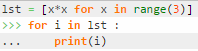 lst = [x*x for x in range(3)]
>>> for i in lst :
...     print(i)